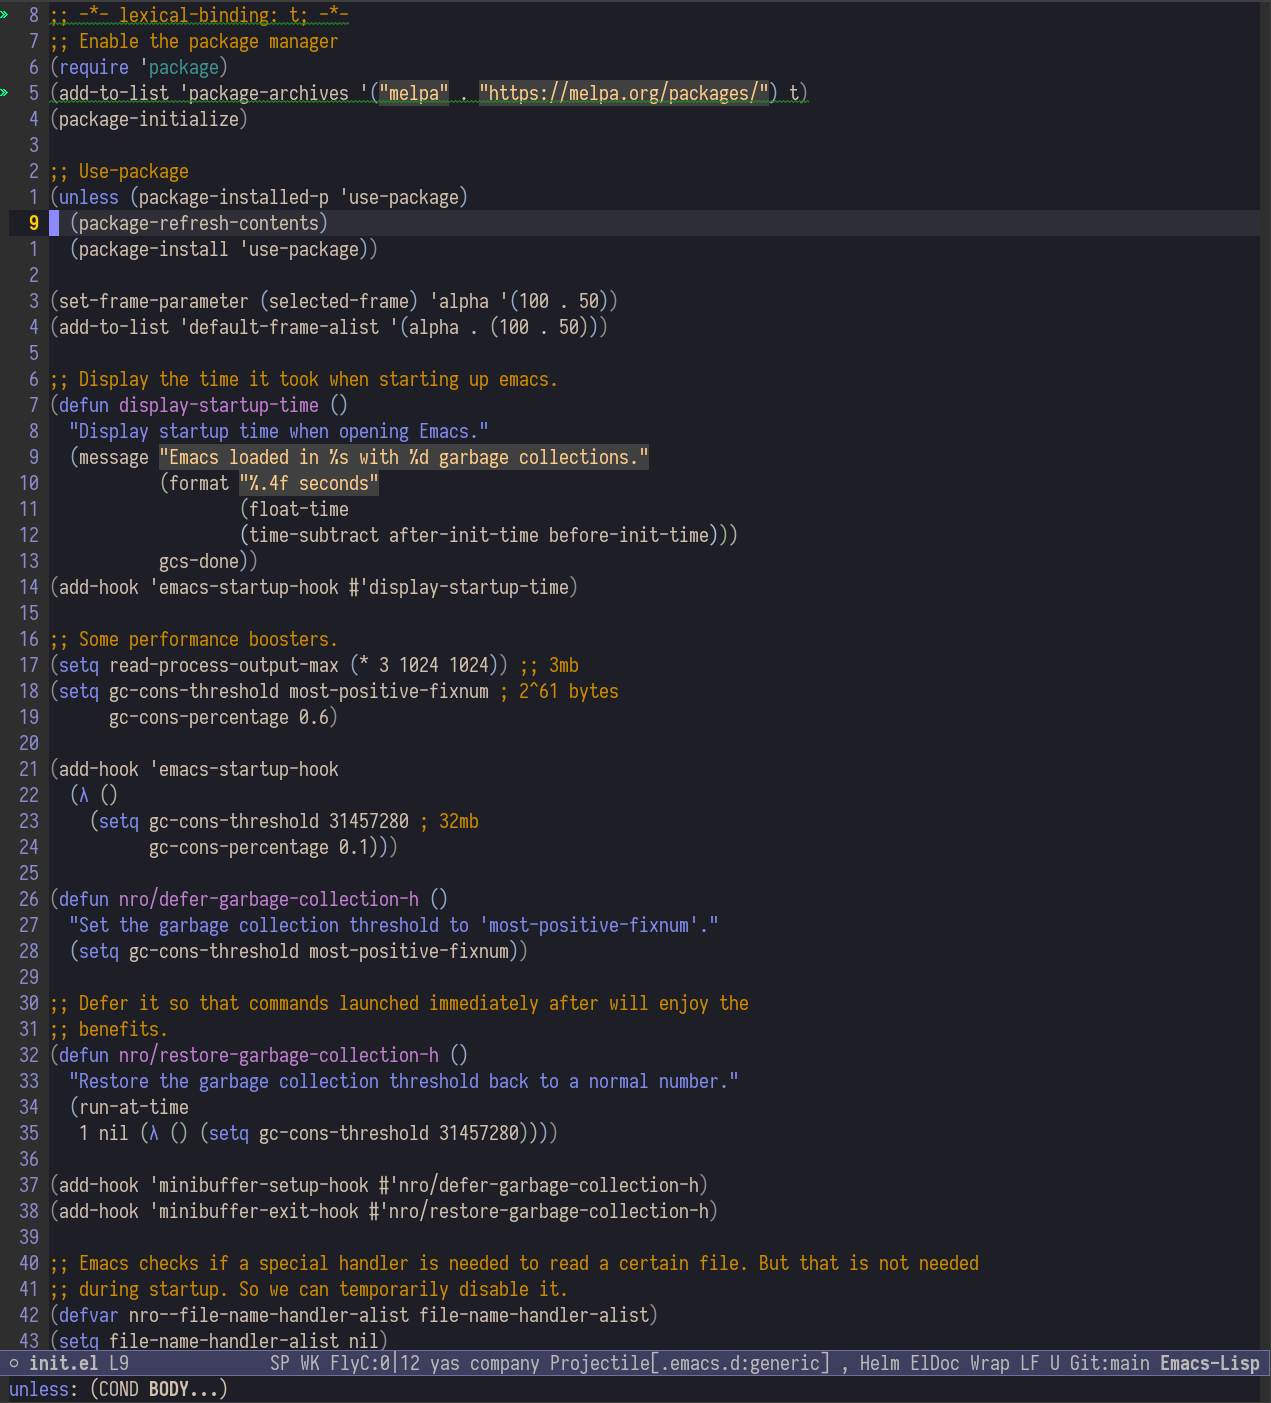 » 8 ;; -*- lexical-binding: t; -*-
7 ;; Enable the package manager
6 (require 'package)
» 5 (add-to-list 'package-archives '("melpa" . "https://melpa.org/packages/") t)
4 (package-initialize)
3
2 ;; Use-package
1 (unless (package-installed-p 'use-package)
9   (package-refresh-contents)
1   (package-install 'use-package))
2
3 (set-frame-parameter (selected-frame) 'alpha '(100 . 50))
4 (add-to-list 'default-frame-alist '(alpha . (100 . 50)))
5
6 ;; Display the time it took when starting up emacs.
7 (defun display-startup-time ()
8   "Display startup time when opening Emacs."
9   (message "Emacs loaded in %s with %d garbage collections."
10            (format "%.4f seconds"
11                    (float-time
12                    (time-subtract after-init-time before-init-time)))
13            gcs-done))
14 (add-hook 'emacs-startup-hook #'display-startup-time)
15
16 ;; Some performance boosters.
17 (setq read-process-output-max (* 3 1024 1024)) ;; 3mb
18 (setq gc-cons-threshold most-positive-fixnum ; 2^61 bytes
19       gc-cons-percentage 0.6)
20
21 (add-hook 'emacs-startup-hook
22   (λ ()
23     (setq gc-cons-threshold 31457280 ; 32mb
24           gc-cons-percentage 0.1)))
25
26 (defun nro/defer-garbage-collection-h ()
27   "Set the garbage collection threshold to 'most-positive-fixnum'."
28   (setq gc-cons-threshold most-positive-fixnum))
29
30 ;; Defer it so that commands launched immediately after will enjoy the
31 ;; benefits.
32 (defun nro/restore-garbage-collection-h ()
33   "Restore the garbage collection threshold back to a normal number."
34   (run-at-time
35    1 nil (λ () (setq gc-cons-threshold 31457280))))
36
37 (add-hook 'minibuffer-setup-hook #'nro/defer-garbage-collection-h)
38 (add-hook 'minibuffer-exit-hook #'nro/restore-garbage-collection-h)
39
40 ;; Emacs checks if a special handler is needed to read a certain file. But that is not needed
41 ;; during startup. So we can temporarily disable it.
42 (defvar nro--file-name-handler-alist file-name-handler-alist)
43 (setq file-name-handler-alist nil)
○ init.el L9 SP WK FlyC:0|12 yas company Projectile[.emacs.d:generic] , Helm ElDoc Wrap LF U Git:main Emacs-Lisp
unless: (COND BODY...)